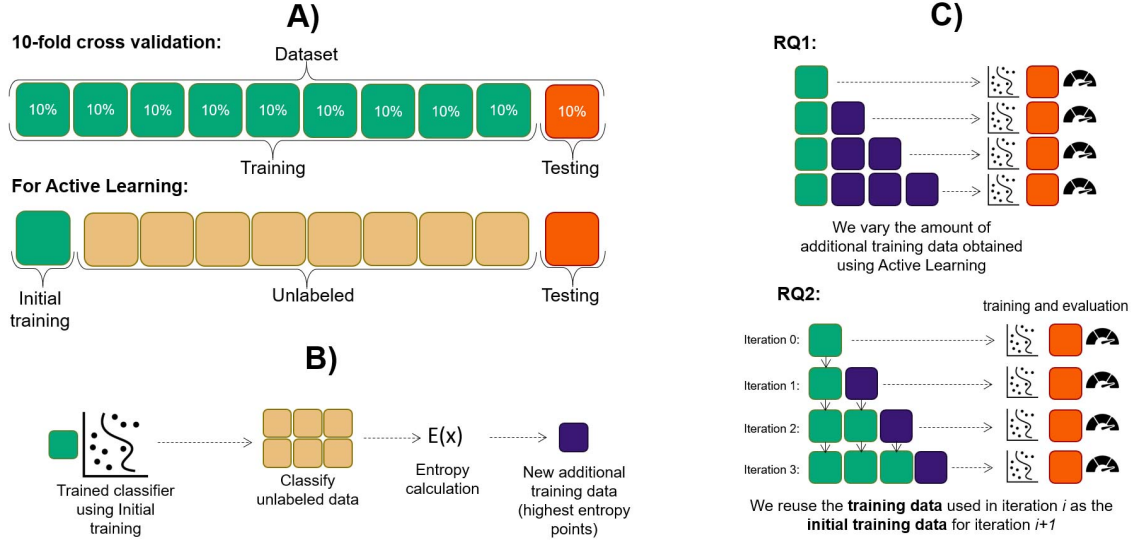 A)
10-fold cross validation:
Dataset
10% 10% 10% 10% 10% 10% 10% 10% 10% 10%
Training
Testing
For Active Learning:
Initial
training
Unlabeled
Testing
B)
E(x)
Trained classifier
using Initial
training
Classify
unlabeled data
Entropy
calculation
New additional
training data
(highest entropy
points)
C)
RQ1:
We vary the amount of
additional training data obtained
using Active Learning
RQ2:
training and evaluation
Iteration 0:
Iteration 1:
Iteration 2:
Iteration 3:
We reuse the training data used in iteration i as the
initial training data for iteration i+1